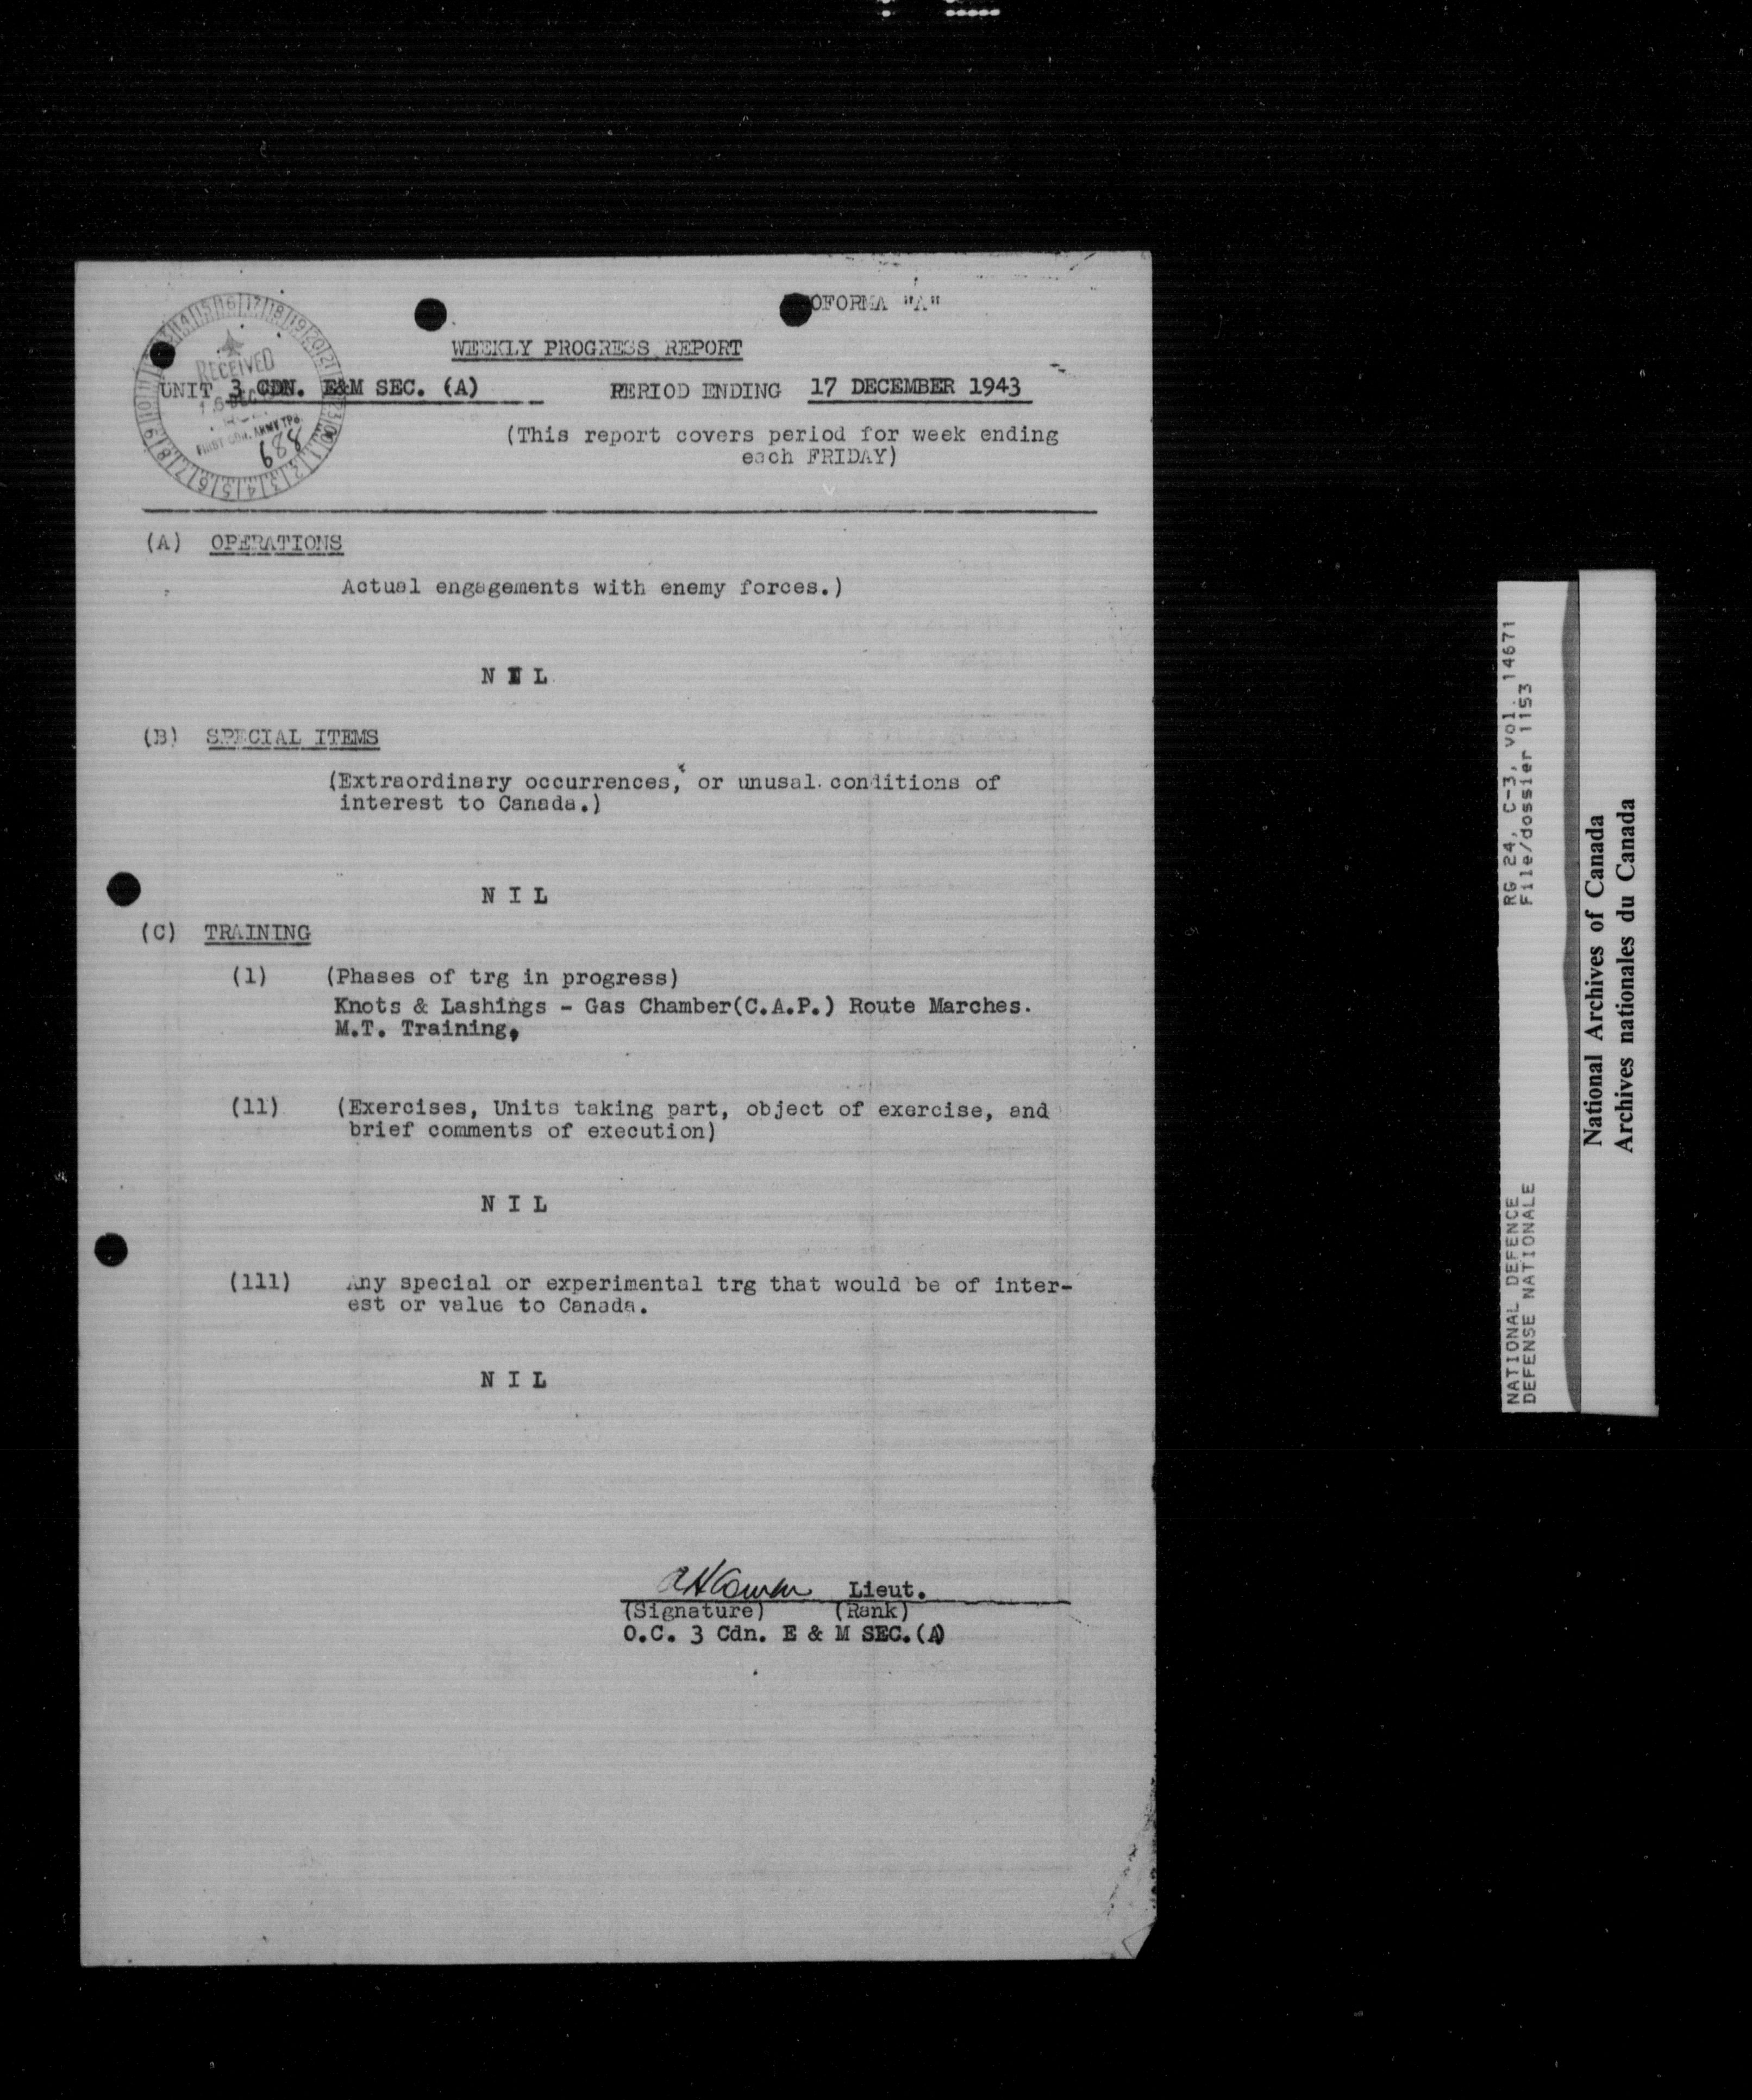 OFORMA "A"
WEEKLY PROGRESS REPORT
RECEIVED
UNIT 3 CDN. E&M SEC. (A) PERIOD ENDING 17 DECEMBER 1943
FIRST CDN. ARMY TPS.
688
(This report covers period for week ending
each FRIDAY)
(A) OPERATIONS
Actual engagements with enemy forces.)
N I L
(B) SPECIAL ITEMS
(Extraordinary occurrences, or unusal conditions of
interest to Canada.)
N I L
(C) TRAINING
(1) (Phases of trg in progress)
Knots & Lashings - Gas Chamber(C.A.P.) Route Marches.
M.T. Training,
(11) (Exercises, Units taking part, object of exercise, and
brief comments of execution)
N I L
(111) Any special or experimental trg that would be of inter-
est or value to Canada.
N I L
Lieut.
(Signature) (Rank)
O.C. 3 Cdn. E & M SEC.(A)
RG 24, C-3, vol. 14671
File/dossier 1153
NATIONAL DEFENCE
DEFENSE NATIONALE
National Archives of Canada
Archives nationales du Canada